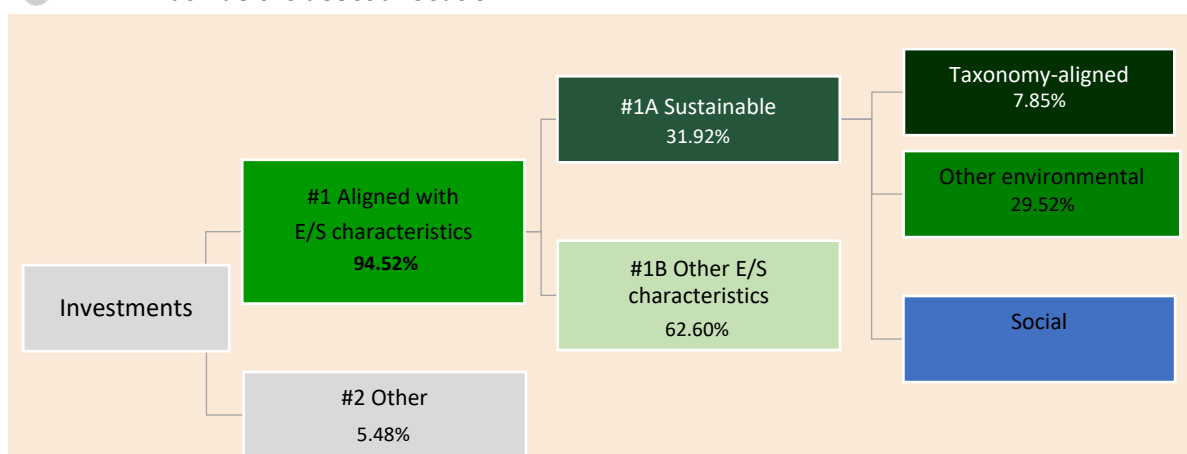 Investments
#1 Aligned with
E/S characteristics
94.52%
#2 Other
5.48%
#1A Sustainable
31.92%
#1B Other E/S
characteristics
62.60%
Taxonomy-aligned
7.85%
Other environmental
29.52%
Social